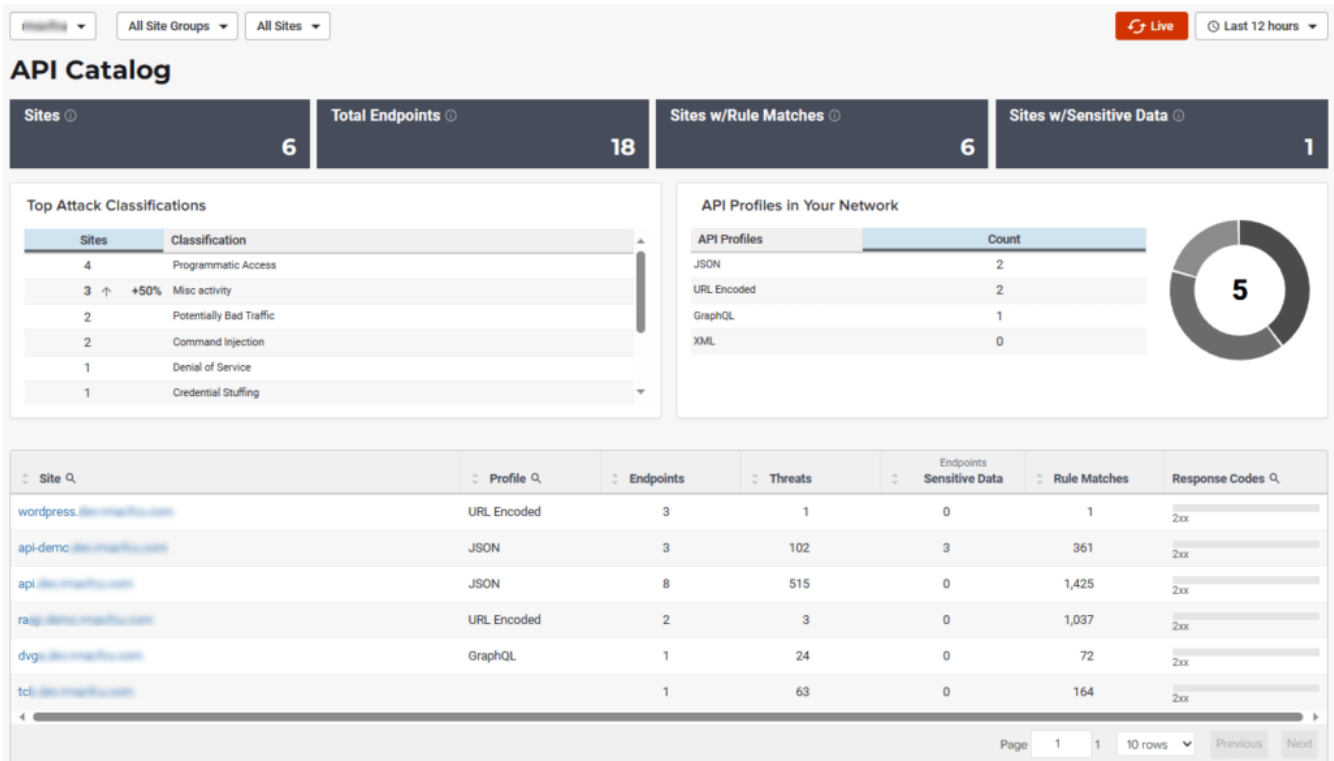 All Site Groups All Sites Live Last 12 hours
API Catalog
Sites Total Endpoints Sites w/Rule Matches Sites w/Sensitive Data
6 18 6 1
Top Attack Classifications
Sites Classification
4 Programmatic Access
3 ↑ +50% Misc activity
2 Potentially Bad Traffic
2 Command Injection
1 Denial of Service
1 Credential Stuffing
API Profiles in Your Network
API Profiles Count
JSON 2
URL Encoded 2
GraphQL 1
XML 0
5
Endpoints
Site Profile Endpoints Threats Sensitive Data Rule Matches Response Codes
wordpress. URL Encoded 3 1 0 1 2xx
api-demo JSON 3 102 3 361 2xx
api. JSON 8 515 0 1,425 2xx
URL Encoded 2 3 0 1,037 2xx
GraphQL 1 24 0 72 2xx
1 63 0 164 2xx
Page 1 1 10 rows Previous Next